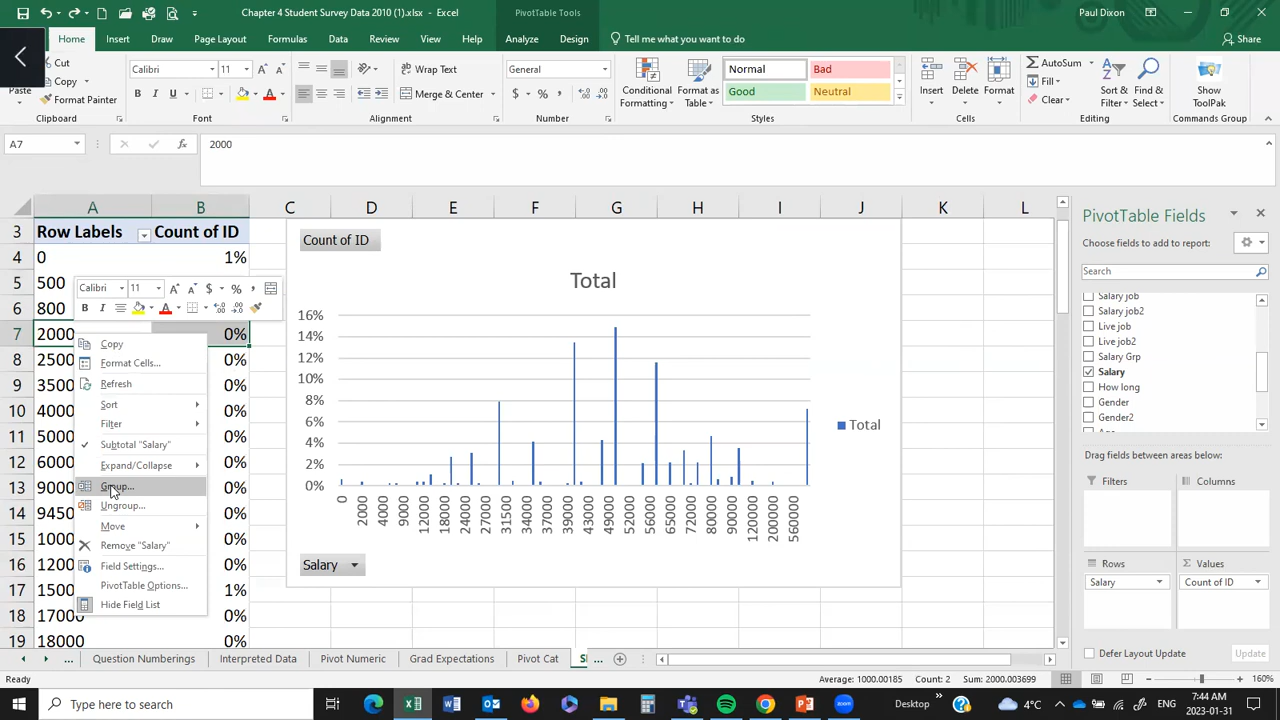 Chapter 4 Student Survey Data 2010 (1).xlsx - Excel
PivotTable Tools
Paul Dixon
Home Insert Draw Page Layout Formulas Data Review View Help Analyze Design Tell me what you want to do Share
Cut
Copy
Format Painter
Paste
Clipboard
Calibri 11
B I U
Font
Wrap Text
Merge & Center
Alignment
General
$ % ,
Number
Conditional Formatting
Format as Table
Normal Bad
Good Neutral
Styles
Insert Delete Format
Cells
AutoSum
Fill
Clear
Sort & Filter
Find & Select
Editing
Show ToolPak
Commands Group
A7
2000
A B C D E F G H I J K L
3 Row Labels Count of ID
4 0 1%
5 500
6 800
7 2000 0%
8 2500 0%
9 3500 0%
10 4000 0%
11 5000 0%
12 6000 0%
13 9000 0%
14 9450 0%
15 1000 0%
16 1200 0%
17 1500 1%
18 17000 0%
19 18000 0%
Calibri 11
$ % ,
B I
Copy
Format Cells...
Refresh
Sort
Filter
Subtotal "Salary"
Expand/Collapse
Group...
Ungroup...
Move
Remove "Salary"
Field Settings...
PivotTable Options...
Hide Field List
Count of ID
Total
16%
14%
12%
10%
8%
6%
4%
2%
0%
0 2000 4000 9000 12000 18000 24000 27000 31500 34000 39000 43000 49000 56000 65000 72000 80000 90000 120000 200000 560000
Total
Salary
PivotTable Fields
Choose fields to add to report:
Search
Salary job
Salary job2
Live job
Live job2
Salary Grp
Salary
How long
Gender
Gender2
Drag fields between areas below:
Filters Columns
Rows Values
Salary Count of ID
Defer Layout Update Update
... Question Numberings Interpreted Data Pivot Numeric Grad Expectations Pivot Cat ...
Average: 1000.00185 Count: 2 Sum: 2000.003699 160%
Type here to search
Desktop
4°C
7:44 AM
2023-01-31